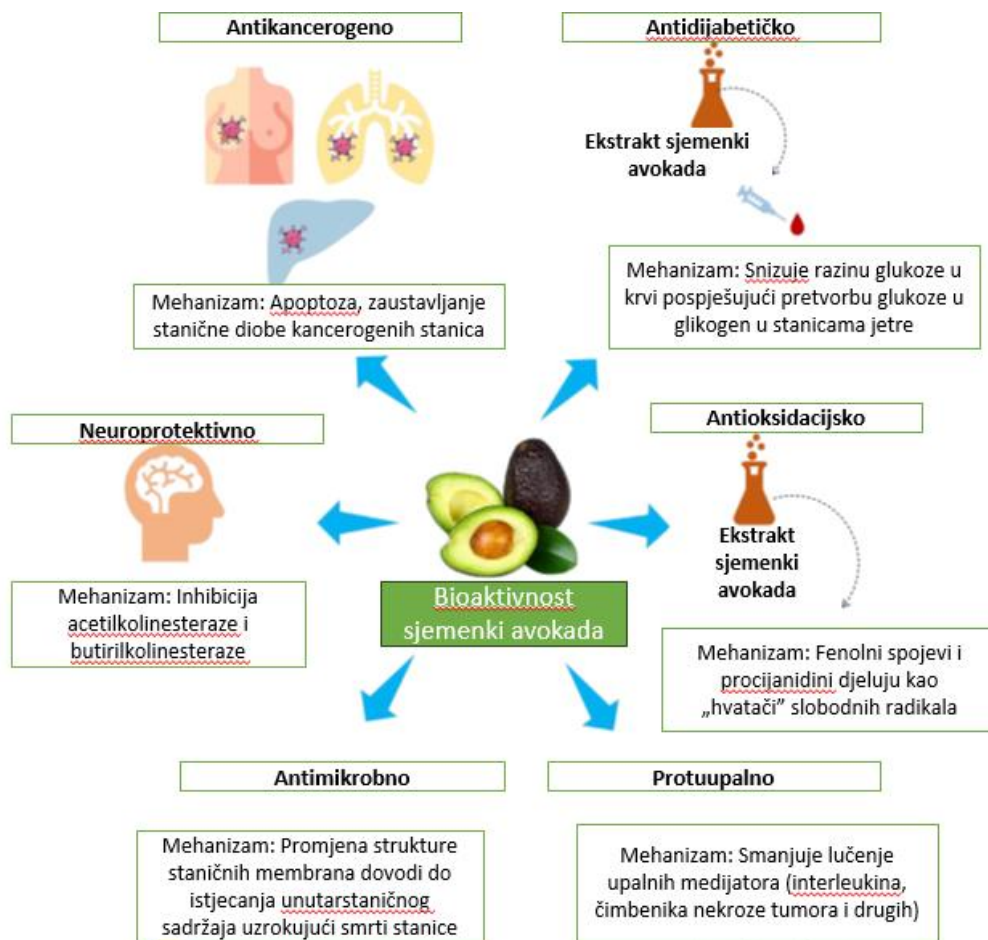 Antikancerogeno
Antidijabetičko
Ekstrakt sjemenki
avokada
Mehanizam: Snizuje razinu glukoze u
krvi pospješujući pretvorbu glukoze u
glikogen u stanicama jetre
Mehanizam: Apoptoza, zaustavljanje
stanične diobe kancerogenih stanica
Neuroprotektivno
Antioksidacijsko
Ekstrakt
sjemenki
avokada
Bioaktivnost
sjemenki avokada
Mehanizam: Inhibicija
acetilkolinesteraze i
butirilkolinesteraze
Mehanizam: Fenolni spojevi i
procijanidini djeluju kao
„hvatači” slobodnih radikala
Antimikrobno
Protuupalno
Mehanizam: Promjena strukture
staničnih membrana dovodi do
istjecanja unutarstaničnog
sadržaja uzrokujući smrti stanice
Mehanizam: Smanjuje lučenje
upalnih medijatora (interleukina,
čimbenika nekroze tumora i drugih)